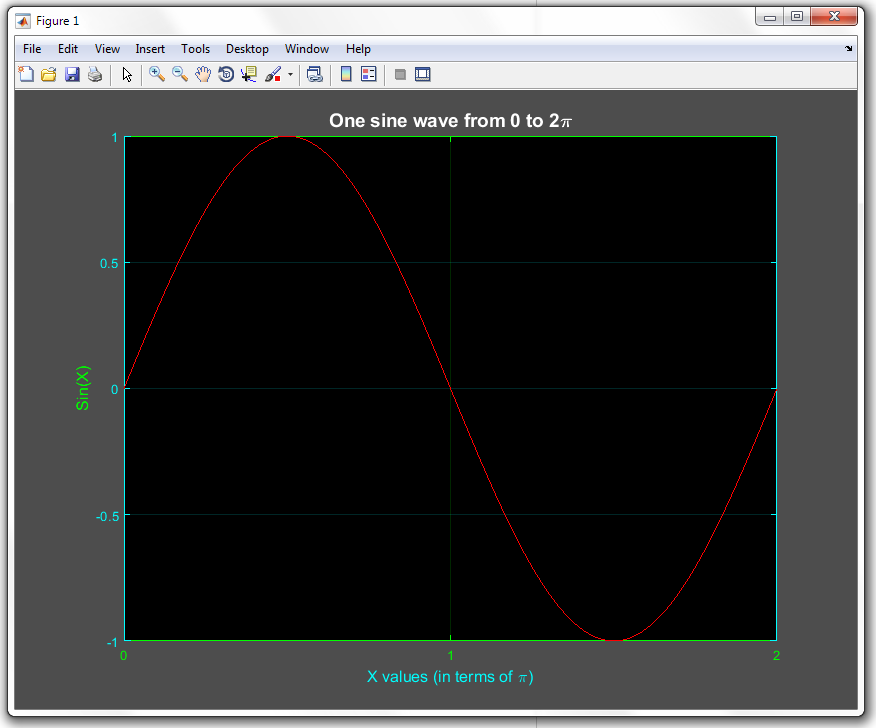 Figure 1
File Edit View Insert Tools Desktop Window Help
One sine wave from 0 to 2π
1
0.5
0
-0.5
-1
Sin(X)
0 1 2
X values (in terms of π)